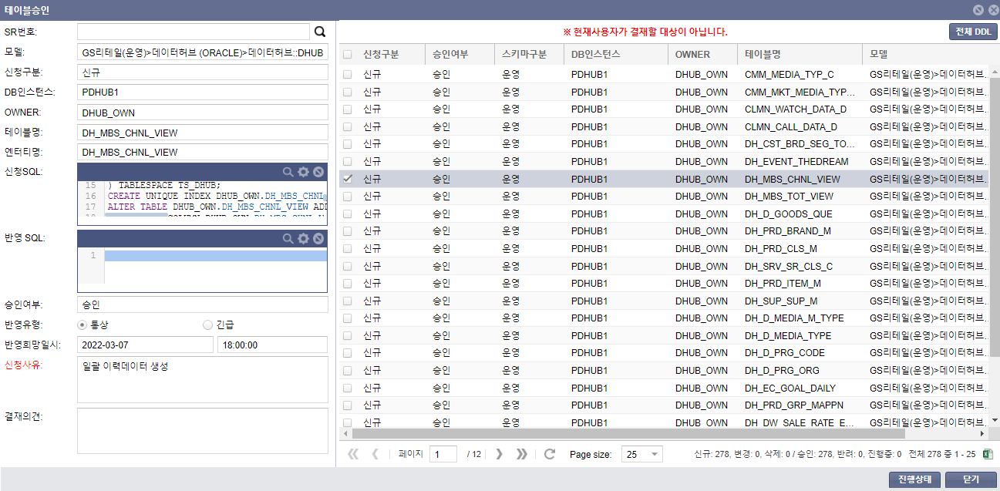 테이블승인
SR번호:
모델: GS리테일(운영)>데이터허브 (ORACLE)>데이터허브::DHUB
신청구분: 신규
DB인스턴스: PDHUB1
OWNER: DHUB_OWN
테이블명: DH_MBS_CHNL_VIEW
엔터티명: DH_MBS_CHNL_VIEW
신청SQL:
15 ) TABLESPACE TS_DHUB;
16 CREATE UNIQUE INDEX DHUB_OWN.DH_MBS_CHNL
17 ALTER TABLE DHUB_OWN.DH_MBS_CHNL_VIEW ADD
반영 SQL:
1
승인여부: 승인
반영유형: 통상 긴급
반영희망일시: 2022-03-07 18:00:00
신청사유: 일괄 이력데이터 생성
결재의견:
※ 현재사용자가 결재할 대상이 아닙니다. 전체 DDL
신청구분 승인여부 스키마구분 DB인스턴스 OWNER 테이블명 모델
신규 승인 운영 PDHUB1 DHUB_OWN CMM_MEDIA_TYP_C GS리테일(운영)>데이터허브...
신규 승인 운영 PDHUB1 DHUB_OWN CMM_MKT_MEDIA_TYP... GS리테일(운영)>데이터허브...
신규 승인 운영 PDHUB1 DHUB_OWN CLMN_WATCH_DATA_D GS리테일(운영)>데이터허브...
신규 승인 운영 PDHUB1 DHUB_OWN CLMN_CALL_DATA_D GS리테일(운영)>데이터허브...
신규 승인 운영 PDHUB1 DHUB_OWN DH_CST_BRD_SEG_TO... GS리테일(운영)>데이터허브...
신규 승인 운영 PDHUB1 DHUB_OWN DH_EVENT_THEDREAM GS리테일(운영)>데이터허브...
신규 승인 운영 PDHUB1 DHUB_OWN DH_MBS_CHNL_VIEW GS리테일(운영)>데이터허브...
신규 승인 운영 PDHUB1 DHUB_OWN DH_MBS_TOT_VIEW GS리테일(운영)>데이터허브...
신규 승인 운영 PDHUB1 DHUB_OWN DH_D_GOODS_QUE GS리테일(운영)>데이터허브...
신규 승인 운영 PDHUB1 DHUB_OWN DH_PRD_BRAND_M GS리테일(운영)>데이터허브...
신규 승인 운영 PDHUB1 DHUB_OWN DH_PRD_CLS_M GS리테일(운영)>데이터허브...
신규 승인 운영 PDHUB1 DHUB_OWN DH_SRV_SR_CLS_C GS리테일(운영)>데이터허브...
신규 승인 운영 PDHUB1 DHUB_OWN DH_PRD_ITEM_M GS리테일(운영)>데이터허브...
신규 승인 운영 PDHUB1 DHUB_OWN DH_SUP_SUP_M GS리테일(운영)>데이터허브...
신규 승인 운영 PDHUB1 DHUB_OWN DH_D_MEDIA_M_TYPE GS리테일(운영)>데이터허브...
신규 승인 운영 PDHUB1 DHUB_OWN DH_D_MEDIA_TYPE GS리테일(운영)>데이터허브...
신규 승인 운영 PDHUB1 DHUB_OWN DH_D_PRG_CODE GS리테일(운영)>데이터허브...
신규 승인 운영 PDHUB1 DHUB_OWN DH_D_PRG_ORG GS리테일(운영)>데이터허브...
신규 승인 운영 PDHUB1 DHUB_OWN DH_EC_GOAL_DAILY GS리테일(운영)>데이터허브...
신규 승인 운영 PDHUB1 DHUB_OWN DH_PRD_GRP_MAPPN GS리테일(운영)>데이터허브...
신규 승인 운영 PDHUB1 DHUB_OWN DH_DW_SALE_RATE_E... GS리테일(운영)>데이터허브...
페이지 1 / 12 Page size: 25 신규: 278, 변경: 0, 삭제: 0 / 승인: 278, 반려: 0, 진행중: 0 전체 278 중 1 - 25
진행상태 닫기